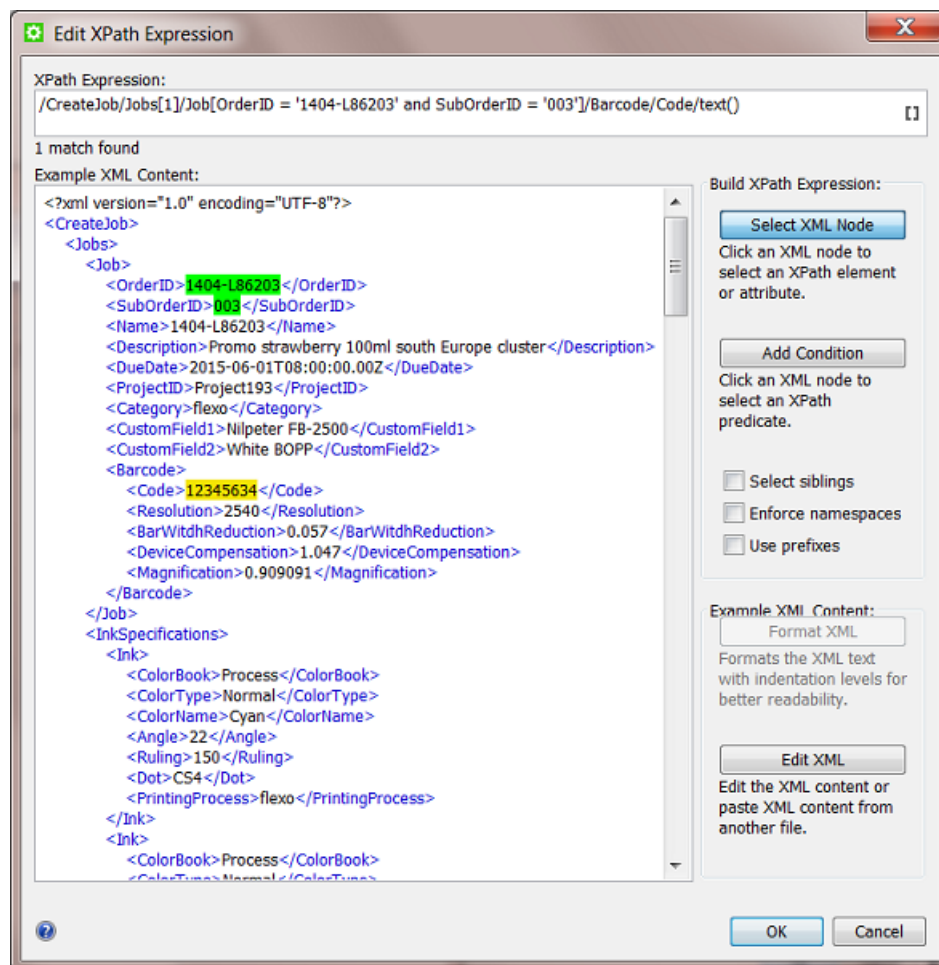 Edit XPath Expression
XPath Expression:
/CreateJob/Jobs[1]/Job[OrderID = '1404-L86203' and SubOrderID = '003']/Barcode/Code/text()
1 match found
Example XML Content:
<?xml version="1.0" encoding="UTF-8"?>
<CreateJob>
<Jobs>
<Job>
<OrderID>1404-L86203</OrderID>
<SubOrderID>003</SubOrderID>
<Name>1404-L86203</Name>
<Description>Promo strawberry 100ml south Europe cluster</Description>
<DueDate>2015-06-01T08:00:00.00Z</DueDate>
<ProjectID>Project193</ProjectID>
<Category>flexo</Category>
<CustomField1>Nilpeter FB-2500</CustomField1>
<CustomField2>White BOPP</CustomField2>
<Barcode>
<Code>12345634</Code>
<Resolution>2540</Resolution>
<BarWitdhReduction>0.057</BarWitdhReduction>
<DeviceCompensation>1.047</DeviceCompensation>
<Magnification>0.909091</Magnification>
</Barcode>
</Job>
<InkSpecifications>
<Ink>
<ColorBook>Process</ColorBook>
<ColorType>Normal</ColorType>
<ColorName>Cyan</ColorName>
<Angle>22</Angle>
<Ruling>150</Ruling>
<Dot>CS4</Dot>
<PrintingProcess>flexo</PrintingProcess>
</Ink>
<Ink>
<ColorBook>Process</ColorBook>
<ColorType>Normal</ColorType>
Build XPath Expression:
Select XML Node
Click an XML node to
select an XPath element
or attribute.
Add Condition
Click an XML node to
select an XPath
predicate.
Select siblings
Enforce namespaces
Use prefixes
Example XML Content:
Format XML
Formats the XML text
with indentation levels for
better readability.
Edit XML
Edit the XML content or
paste XML content from
another file.
OK
Cancel